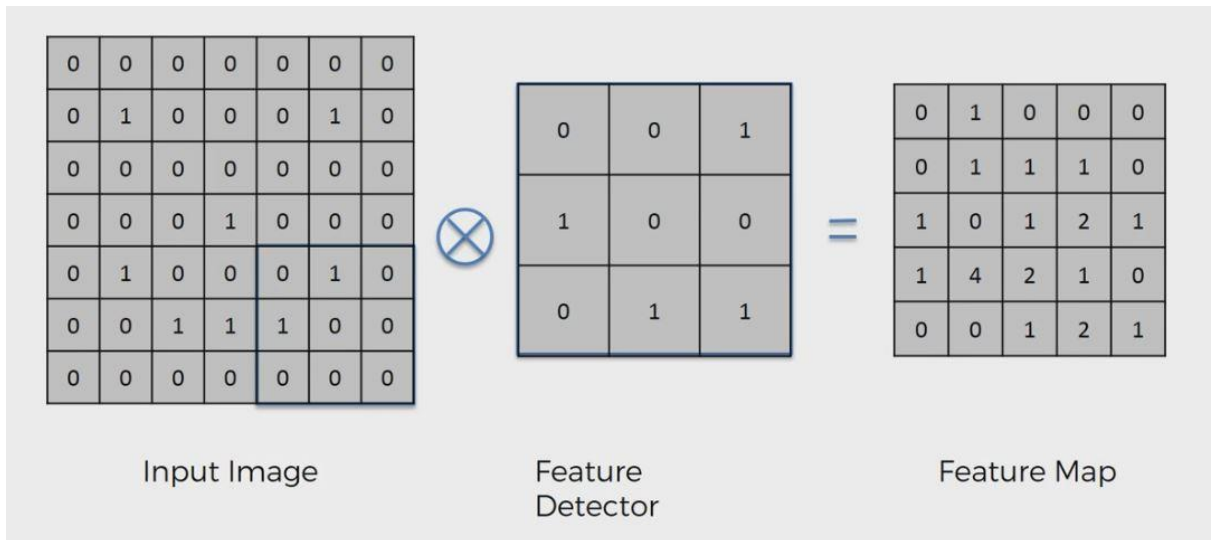 0 0 0 0 0 0 0
0 1 0 0 0 1 0
0 0 0 0 0 0 0
0 0 0 1 0 0 0
0 1 0 0 0 1 0
0 0 1 1 1 0 0
0 0 0 0 0 0 0
0 0 1
1 0 0
0 1 1
=
0 1 0 0 0
0 1 1 1 0
1 0 1 2 1
1 4 2 1 0
0 0 1 2 1
Input Image
Feature
Detector
Feature Map